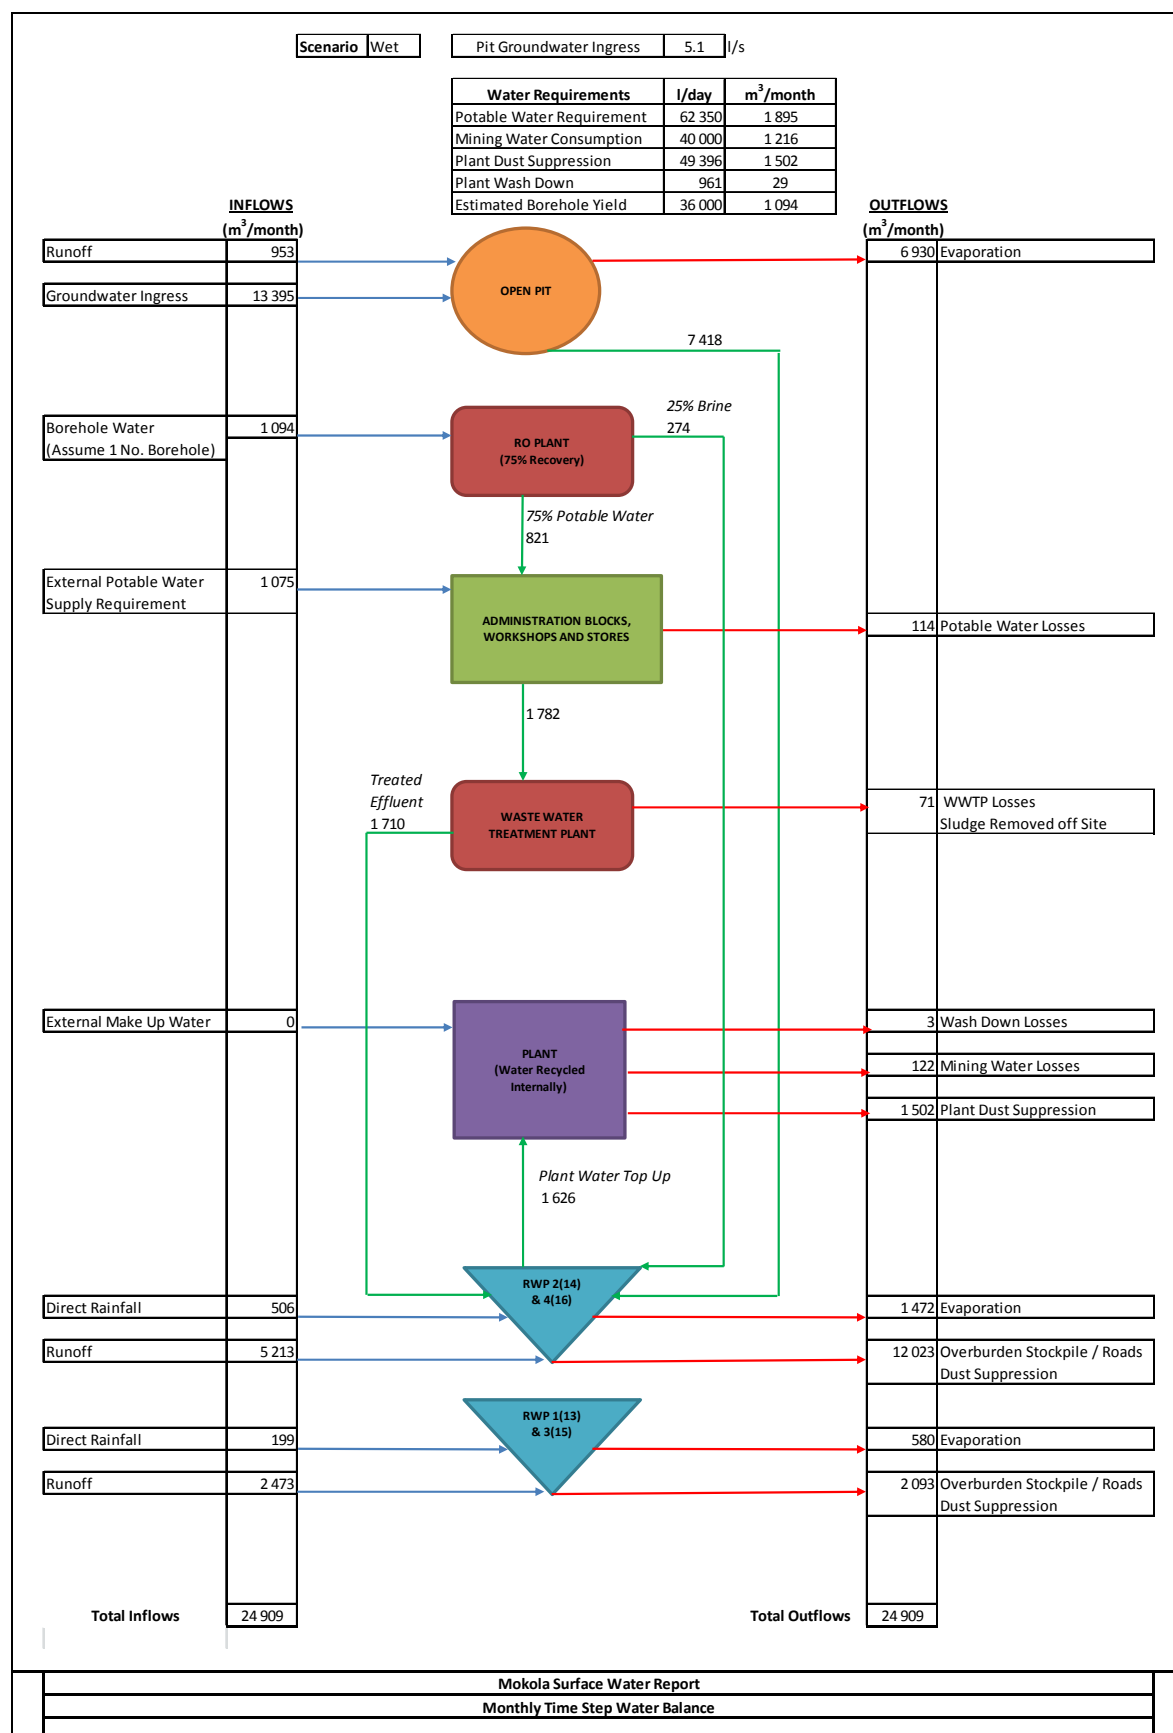 Scenario Wet Pit Groundwater Ingress 5.1 l/s
Water Requirements l/day m³/month
Potable Water Requirement 62 350 1 895
Mining Water Consumption 40 000 1 216
Plant Dust Suppression 49 396 1 502
Plant Wash Down 961 29
Estimated Borehole Yield 36 000 1 094
INFLOWS OUTFLOWS
(m³/month) (m³/month)
Runoff 953 6 930 Evaporation
Groundwater Ingress 13 395 OPEN PIT
7 418
25% Brine
Borehole Water 1 094 274
(Assume 1 No. Borehole)
RO PLANT
(75% Recovery)
75% Potable Water
821
External Potable Water 1 075
Supply Requirement
ADMINISTRATION BLOCKS, 114 Potable Water Losses
WORKSHOPS AND STORES
1 782
Treated
Effluent 71 WWTP Losses
1 710 Sludge Removed off Site
WASTE WATER
TREATMENT PLANT
External Make Up Water 0 3 Wash Down Losses
PLANT
(Water Recycled 122 Mining Water Losses
Internally)
1 502 Plant Dust Suppression
Plant Water Top Up
1 626
RWP 2(14)
& 4(16)
Direct Rainfall 506 1 472 Evaporation
Runoff 5 213 12 023 Overburden Stockpile / Roads
Dust Suppression
RWP 1(13)
& 3(15)
Direct Rainfall 199 580 Evaporation
Runoff 2 473 2 093 Overburden Stockpile / Roads
Dust Suppression
Total Inflows 24 909 Total Outflows 24 909
Mokola Surface Water Report
Monthly Time Step Water Balance